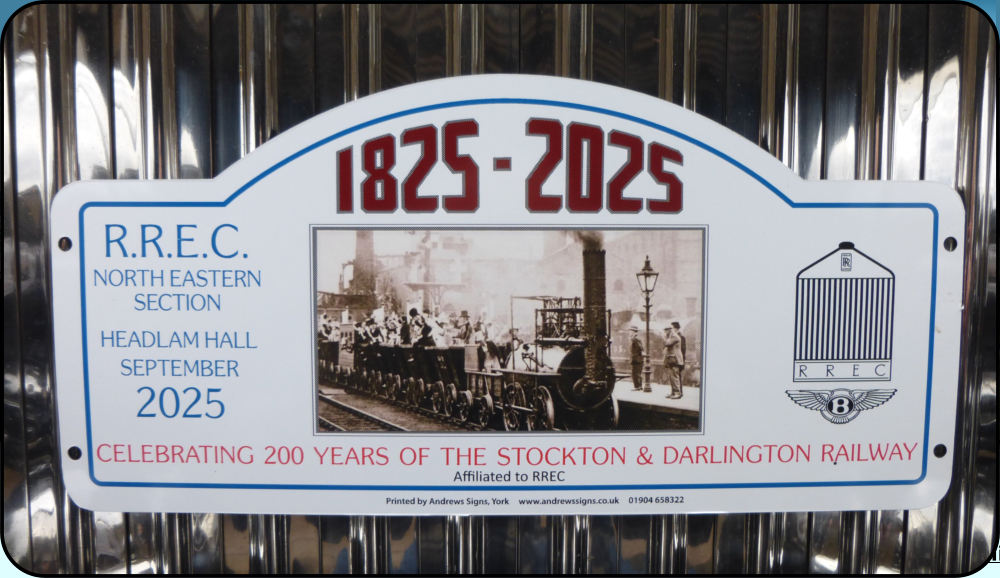 1825-2025
R.R.E.C.
NORTH EASTERN
SECTION
HEADLAM HALL
SEPTEMBER
2025
RR
RREC
B
CELEBRATING 200 YEARS OF THE STOCKTON & DARLINGTON RAILWAY
Affiliated to RREC
Printed by Andrews Signs, York www.andrewssigns.co.uk 01904 658322